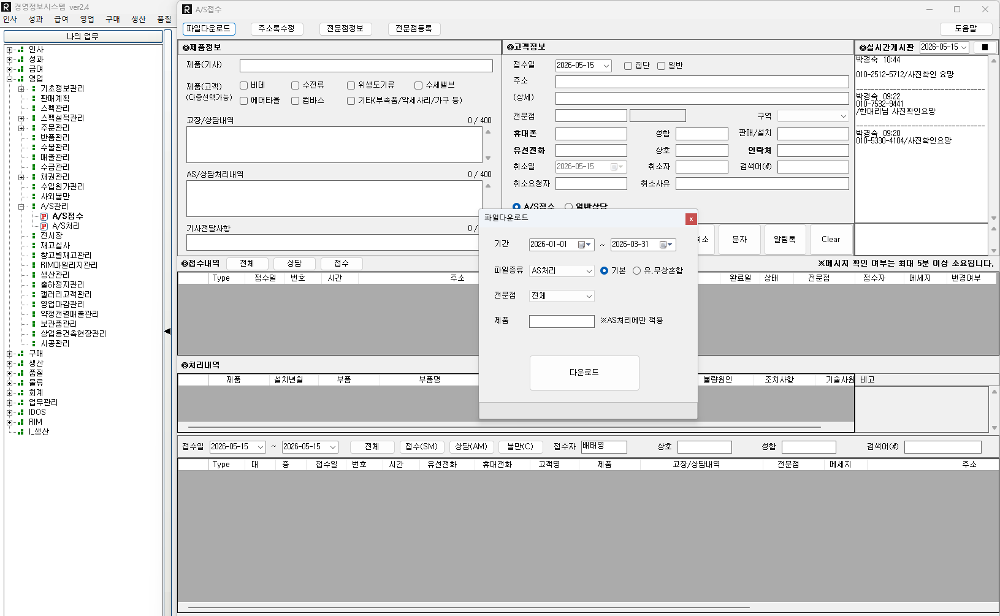 경영정보시스템 ver2.4
인사 성과 급여 영업 구매 생산 품질
나의 업무
인사
성과
급여
영업
기초정보관리
판매계획
스펙관리
스펙실적관리
주문관리
반품관리
수불관리
매출관리
수금관리
채권관리
수입원가관리
사외불만
A/S관리
A/S접수
A/S처리
전시장
재고실사
창고별재고관리
RIM마일리지관리
생산관리
출하정지관리
갤러리고객관리
영업마감관리
약정전결매출관리
보관품관리
상업용건축현장관리
시공관리
구매
생산
품질
물류
회계
업무관리
IDOS
RIM
I_생산
A/S접수
파일다운로드 주소록수정 전문점정보 전문점등록 도움말
제품정보
제품(기사)
제품(고객)
(다중선택가능)
비데 수전류 위생도기류 수세밸브
에어타올 컴바스 기타(부속품/악세사리/가구 등)
고장/상담내역 0 / 400
AS/상담처리내역 0 / 400
기사전달사항 0 /
고객정보
접수일 2026-05-15 집단 일반
주소
(상세)
전문점 구역
휴대폰 성함 판매/설치
유선전화 상호 연락처
취소일 2026-05-15 취소자 검색어(#)
취소요청자 취소사유
A/S접수 일반상담
문자 알림톡 Clear
실시간게시판 2026-05-15
박경숙 10:44
010-2512-5712/사진확인 요망
박경숙 09:22
010-7532-9441
/한대리님 사진확인요망
박경숙 09:20
010-5330-4104/사진확인요망
접수내역 전체 상담 접수
※메시지 확인 여부는 최대 5분 이상 소요됩니다.
Type 접수일 번호 시간 주소 완료일 상태 전문점 접수자 메세지 변경여부
파일다운로드
기간 2026-01-01 ~ 2026-03-31
파일종류 AS처리 기본 유,무상혼합
전문점 전체
제품 ※AS처리에만 적용
다운로드
처리내역
제품 설치년월 부품 부품명 불량원인 조치사항 기술사원 비고
접수일 2026-05-15 ~ 2026-05-15 전체 접수(SM) 상담(AM) 불만(C) 접수자 배태영 상호 성함 검색어(#)
Type 대 중 접수일 번호 시간 유선전화 휴대전화 고객명 제품 고장/상담내역 전문점 메세지 주소